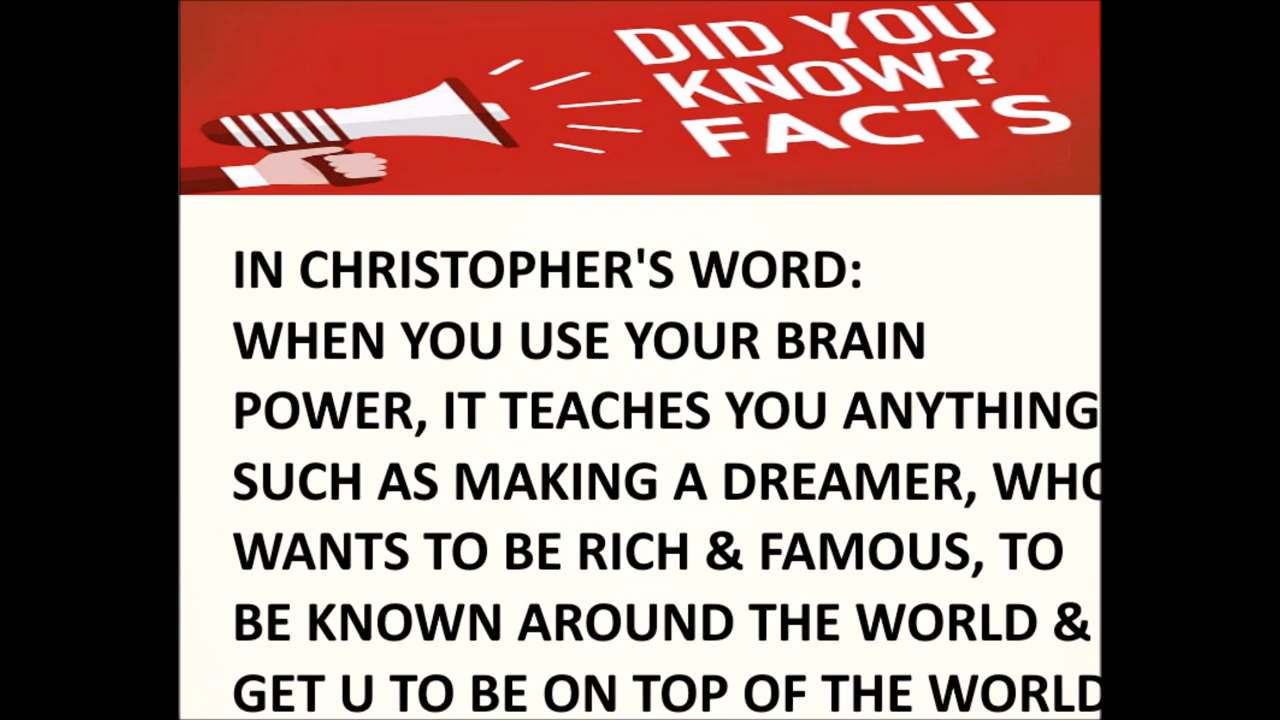 DID YOU
KNOW?
FACTS
IN CHRISTOPHER'S WORD:
WHEN YOU USE YOUR BRAIN
POWER, IT TEACHES YOU ANYTHING
SUCH AS MAKING A DREAMER, WHO
WANTS TO BE RICH & FAMOUS, TO
BE KNOWN AROUND THE WORLD &
GET U TO BE ON TOP OF THE WORLD